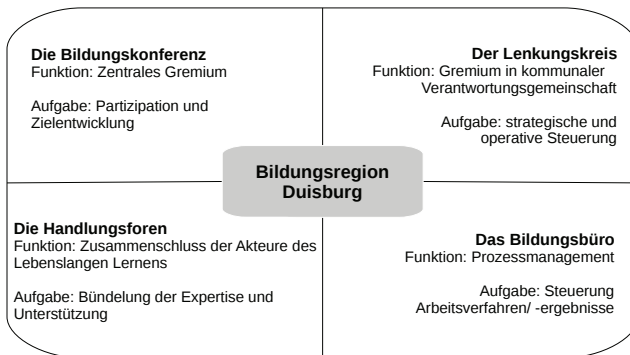 Die Bildungskonferenz
Funktion: Zentrales Gremium
Aufgabe: Partizipation und
Zielentwicklung
Der Lenkungskreis
Funktion: Gremium in kommunaler
Verantwortungsgemeinschaft
Aufgabe: strategische und
operative Steuerung
Bildungsregion
Duisburg
Die Handlungsforen
Funktion: Zusammenschluss der Akteure des
Lebenslangen Lernens
Aufgabe: Bündelung der Expertise und
Unterstützung
Das Bildungsbüro
Funktion: Prozessmanagement
Aufgabe: Steuerung
Arbeitsverfahren/ -ergebnisse